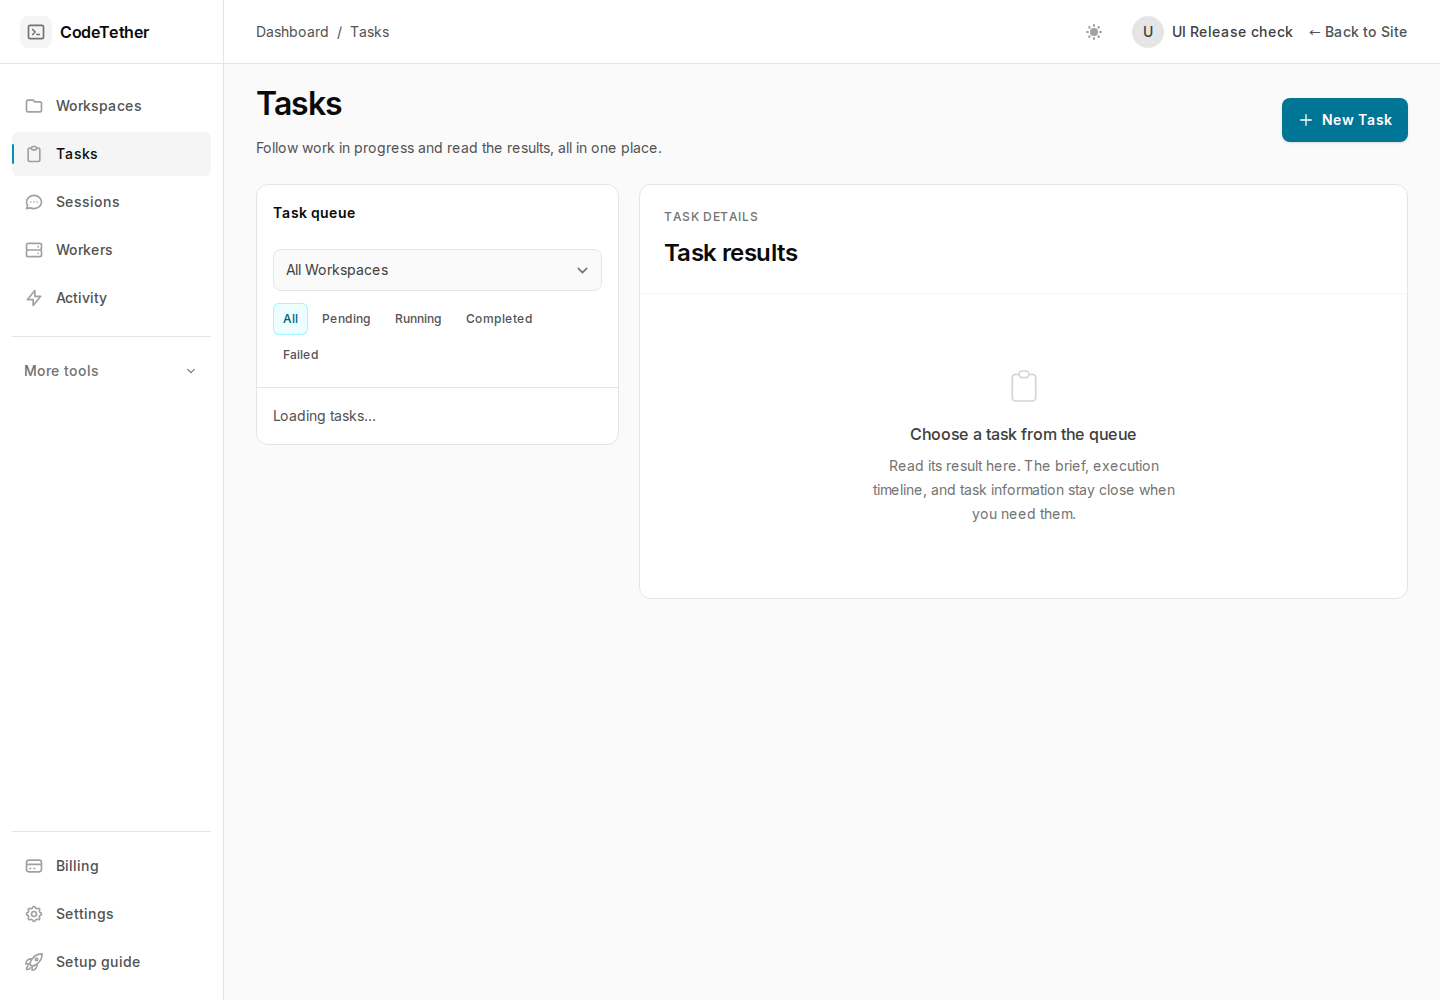 CodeTether
Dashboard / Tasks
U
UI Release check
← Back to Site
Workspaces
Tasks
Sessions
Workers
Activity
More tools
Billing
Settings
Setup guide
Tasks
Follow work in progress and read the results, all in one place.
+ New Task
Task queue
All Workspaces
All Pending Running Completed
Failed
Loading tasks...
TASK DETAILS
Task results
Choose a task from the queue
Read its result here. The brief, execution
timeline, and task information stay close when
you need them.